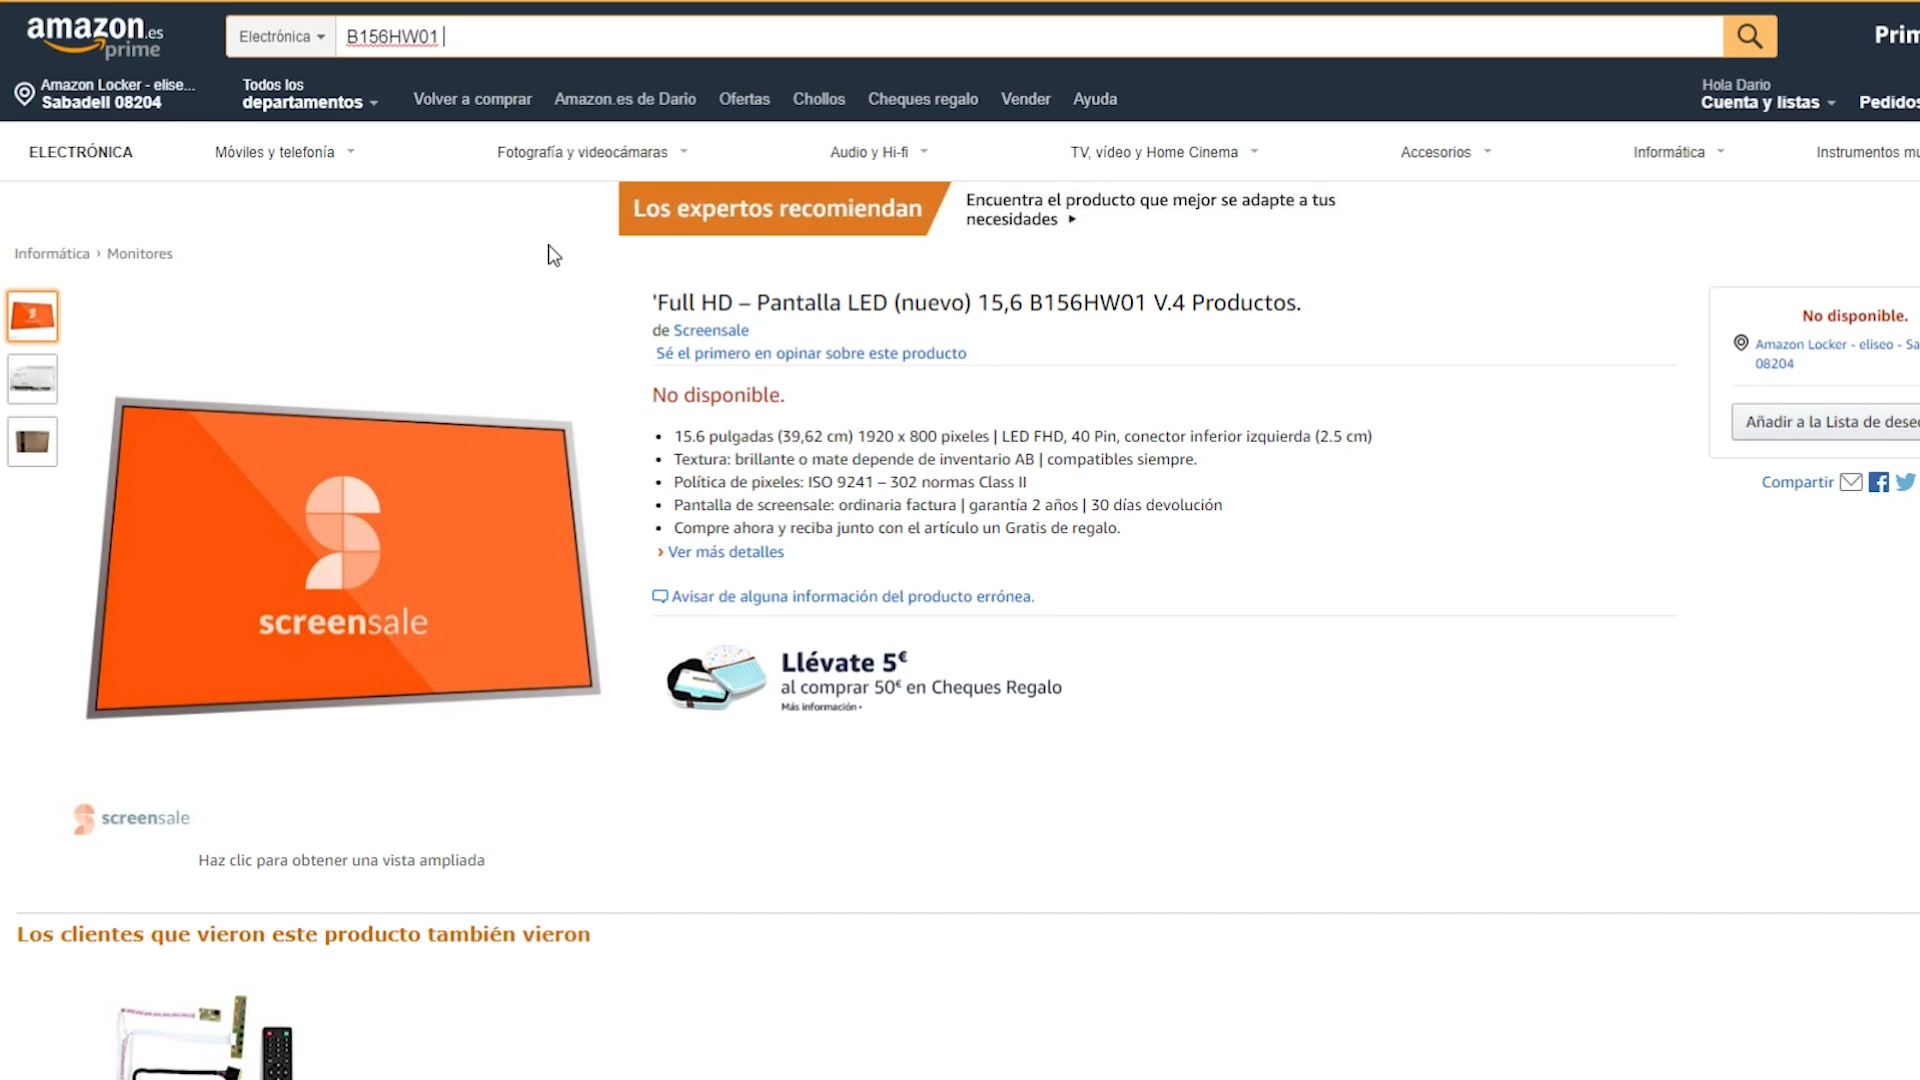 amazon.es
prime
Electrónica
B156HW01
Amazon Locker - elise...
Sabadell 08204
Todos los
departamentos
Volver a comprar
Amazon.es de Dario
Ofertas
Chollos
Cheques regalo
Vender
Ayuda
Hola Dario
Cuenta y listas
ELECTRÓNICA
Móviles y telefonía
Fotografía y videocámaras
Audio y Hi-fi
TV, vídeo y Home Cinema
Accesorios
Informática
Instrumentos
Los expertos recomiendan
Encuentra el producto que mejor se adapte a tus
necesidades
Informática › Monitores
'Full HD – Pantalla LED (nuevo) 15,6 B156HW01 V.4 Productos.
de Screensale
Sé el primero en opinar sobre este producto
No disponible.
• 15.6 pulgadas (39,62 cm) 1920 x 800 pixeles | LED FHD, 40 Pin, conector inferior izquierda (2.5 cm)
• Textura: brillante o mate depende de inventario AB | compatibles siempre.
• Política de pixeles: ISO 9241 – 302 normas Class II
• Pantalla de screensale: ordinaria factura | garantía 2 años | 30 días devolución
• Compre ahora y reciba junto con el artículo un Gratis de regalo.
› Ver más detalles
Avisar de alguna información del producto errónea.
Llévate 5€
al comprar 50€ en Cheques Regalo
Más información
No disponible.
Amazon Locker - eliseo -
08204
Añadir a la Lista de
Compartir
screensale
screensale
Haz clic para obtener una vista ampliada
Los clientes que vieron este producto también vieron